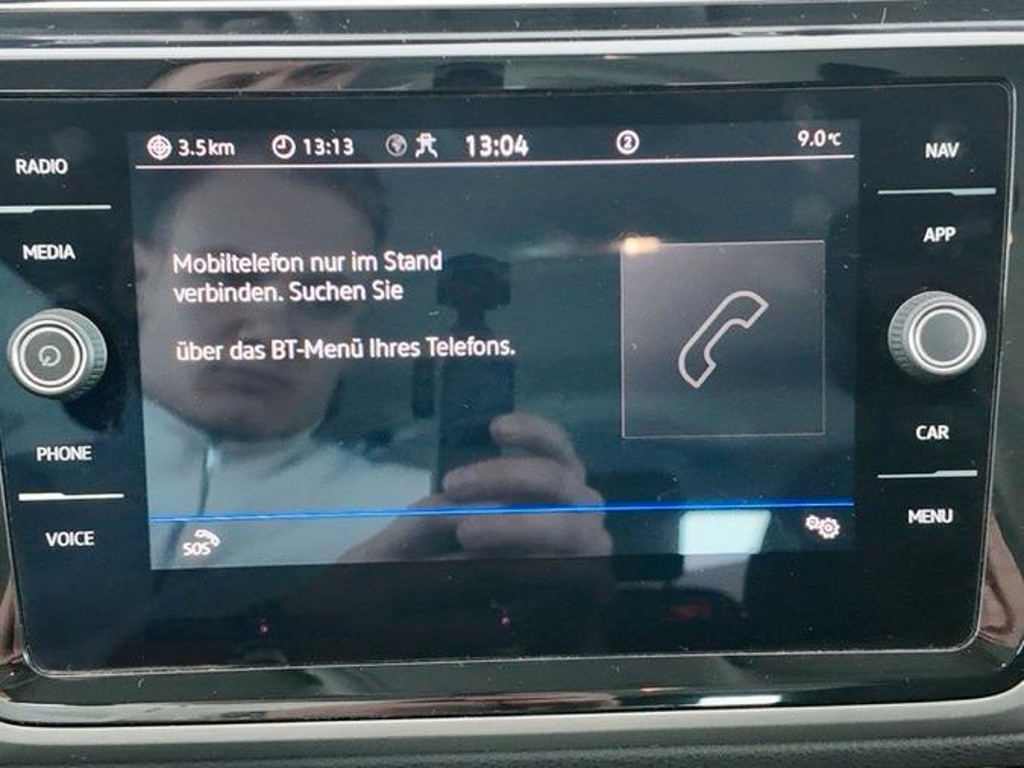 3.5km 13:13 13:04 2 9.0°C
RADIO
NAV
MEDIA
APP
Mobiltelefon nur im Stand
verbinden. Suchen Sie
über das BT-Menü Ihres Telefons.
PHONE
CAR
VOICE
MENU
SOS